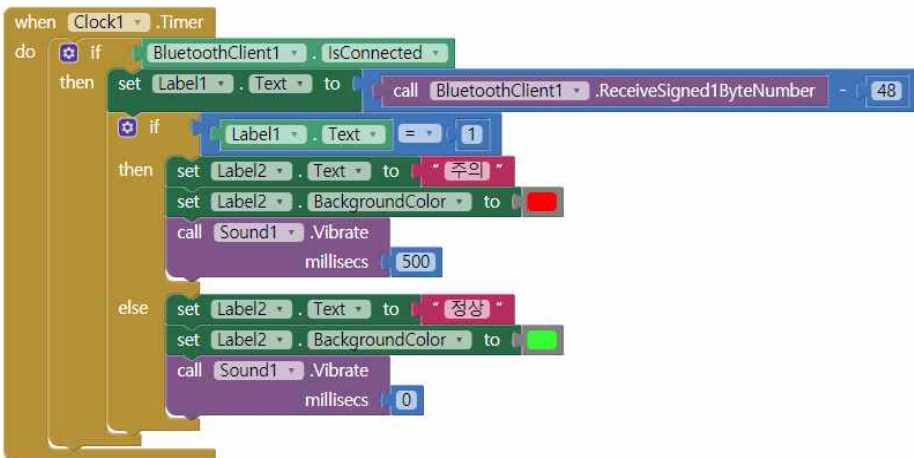 when Clock1 .Timer
do if BluetoothClient1 . IsConnected
then set Label1 . Text to call BluetoothClient1 .ReceiveSigned1ByteNumber - 48
if Label1 . Text = 1
then set Label2 . Text to " 주의 "
set Label2 . BackgroundColor to
call Sound1 .Vibrate
millisecs 500
else set Label2 . Text to " 정상 "
set Label2 . BackgroundColor to
call Sound1 .Vibrate
millisecs 0